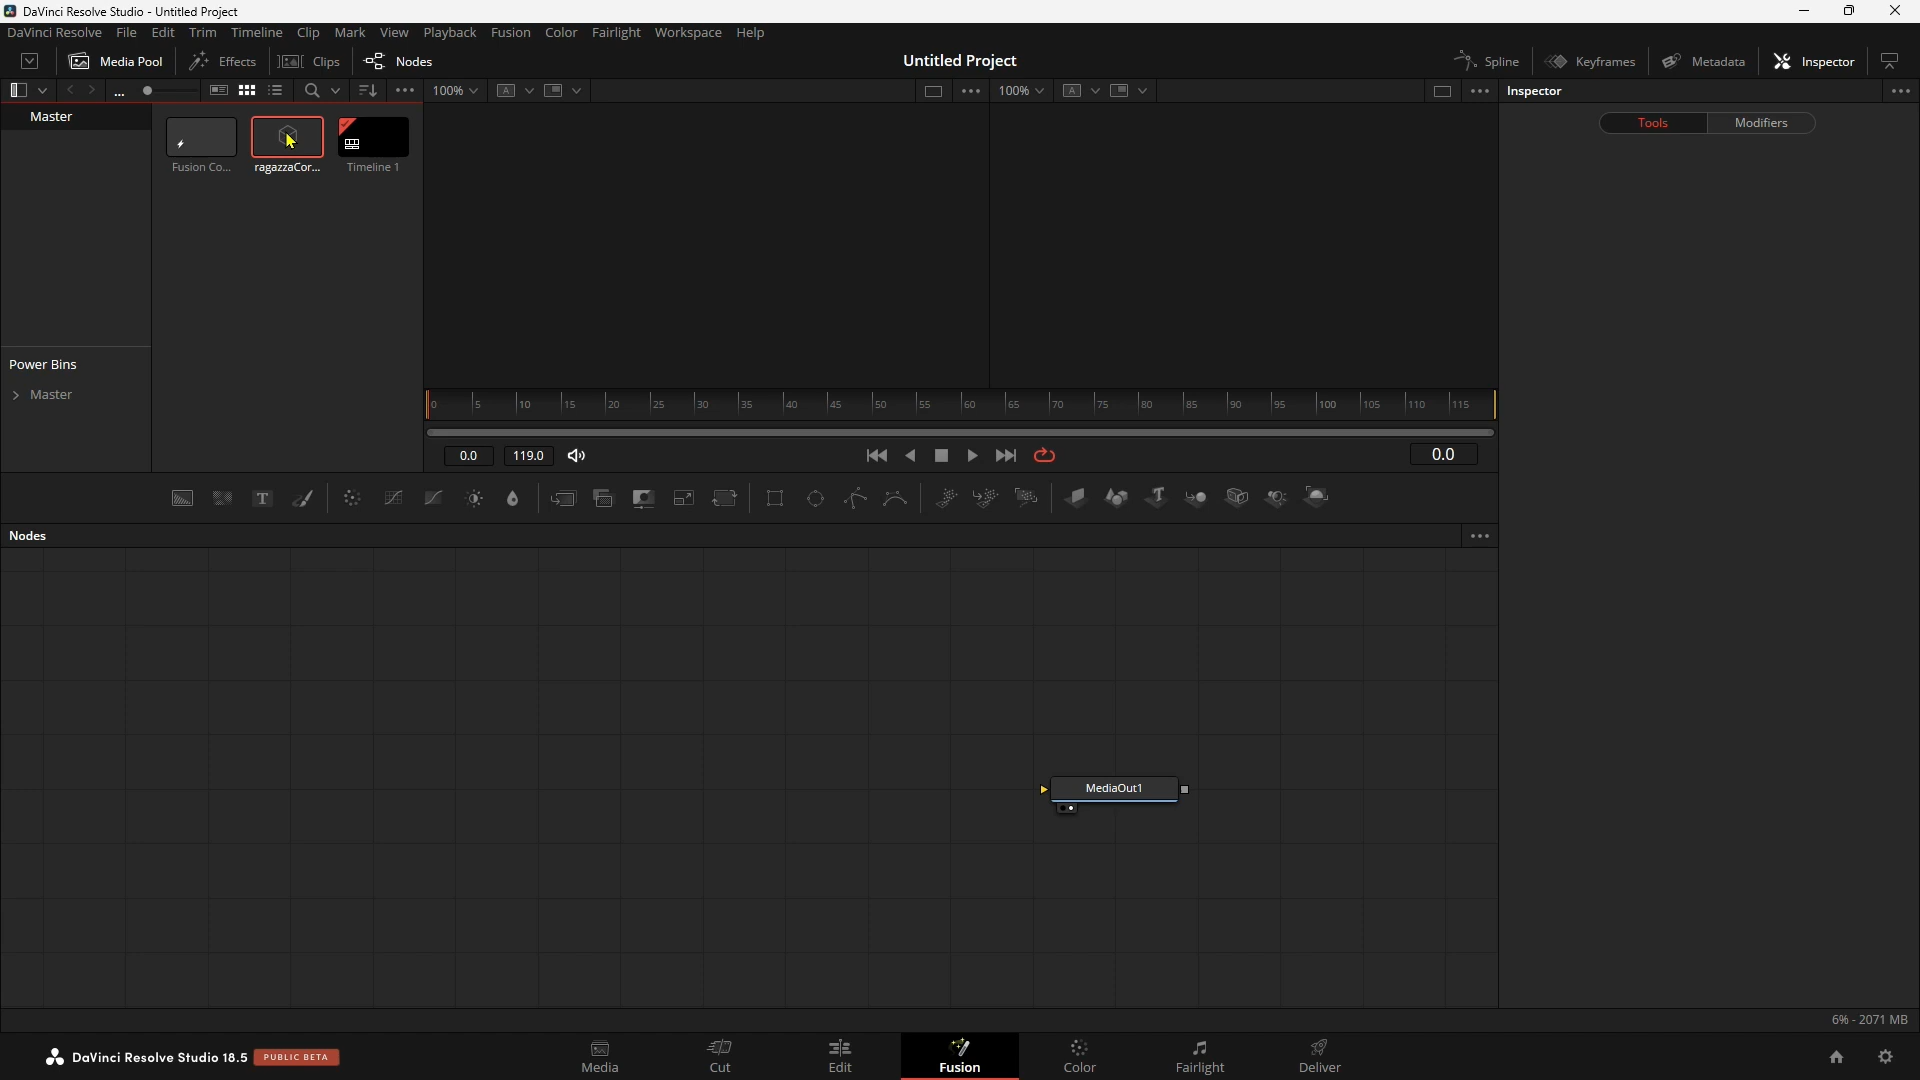 DaVinci Resolve Studio - Untitled Project
DaVinci Resolve File Edit Trim Timeline Clip Mark View Playback Fusion Color Fairlight Workspace Help
Media Pool Effects Clips Nodes Untitled Project Spline Keyframes Metadata Inspector
... 100% A 100% A Inspector
Master
Tools Modifiers
Fusion Co... ragazzaCor... Timeline 1
Power Bins
Master
0 5 10 15 20 25 30 35 40 45 50 55 60 65 70 75 80 85 90 95 100 105 110 115
0.0 119.0 0.0
T T
Nodes
MediaOut1
6% - 2071 MB
DaVinci Resolve Studio 18.5 PUBLIC BETA
Media Cut Edit Fusion Color Fairlight Deliver